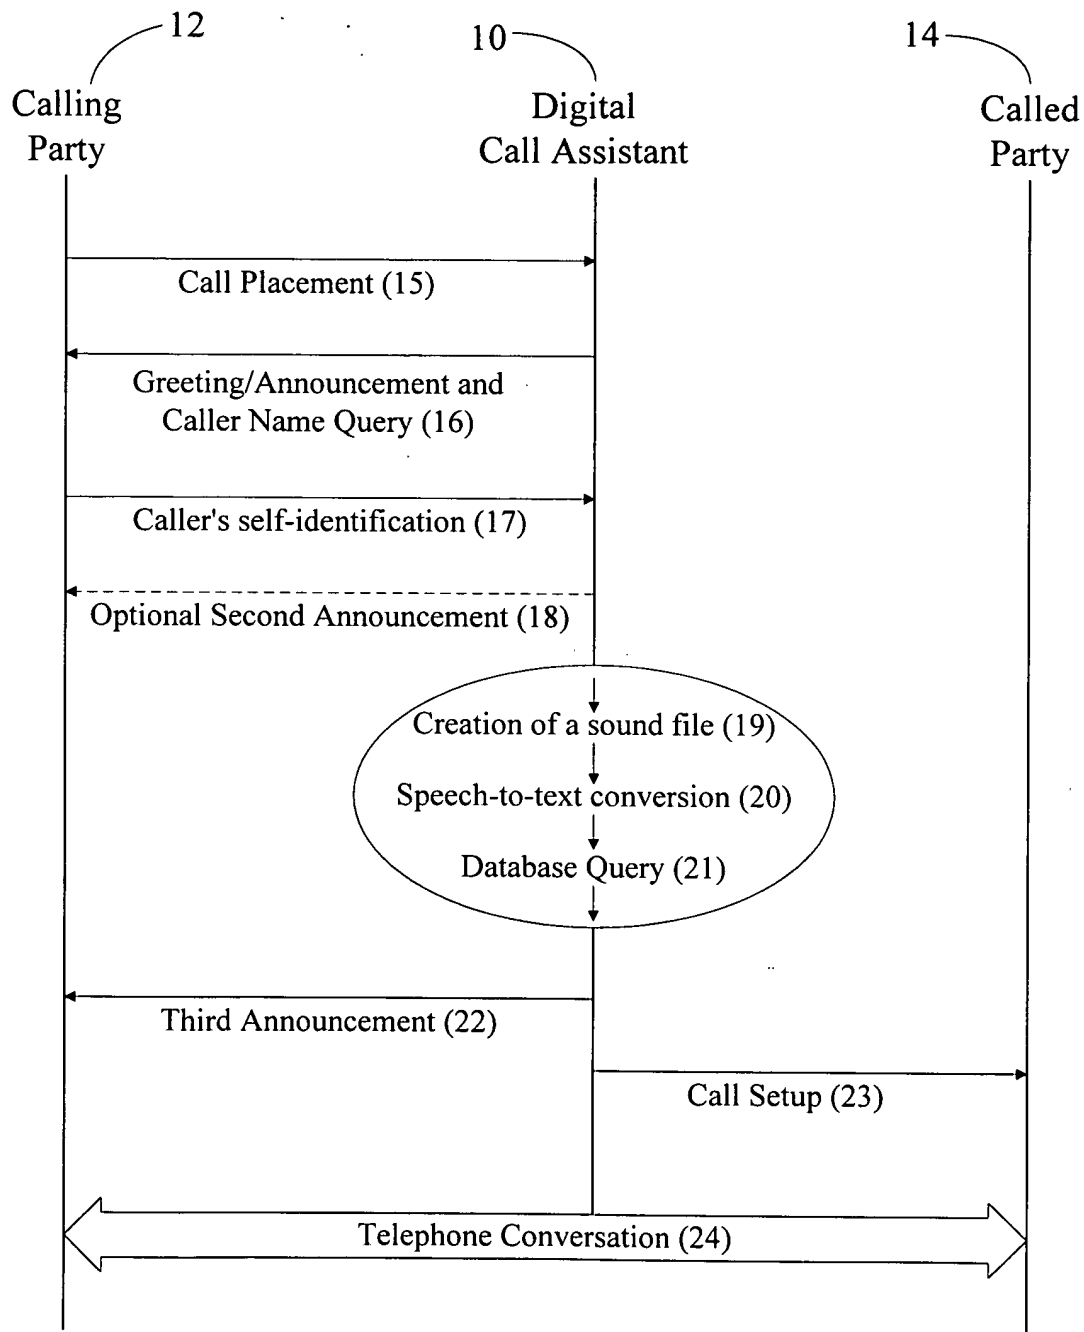 12
10
14
Calling
Party
Digital
Call Assistant
Called
Party
Call Placement (15)
Greeting/Announcement and
Caller Name Query (16)
Caller's self-identification (17)
Optional Second Announcement (18)
Creation of a sound file (19)
Speech-to-text conversion (20)
Database Query (21)
Third Announcement (22)
Call Setup (23)
Telephone Conversation (24)